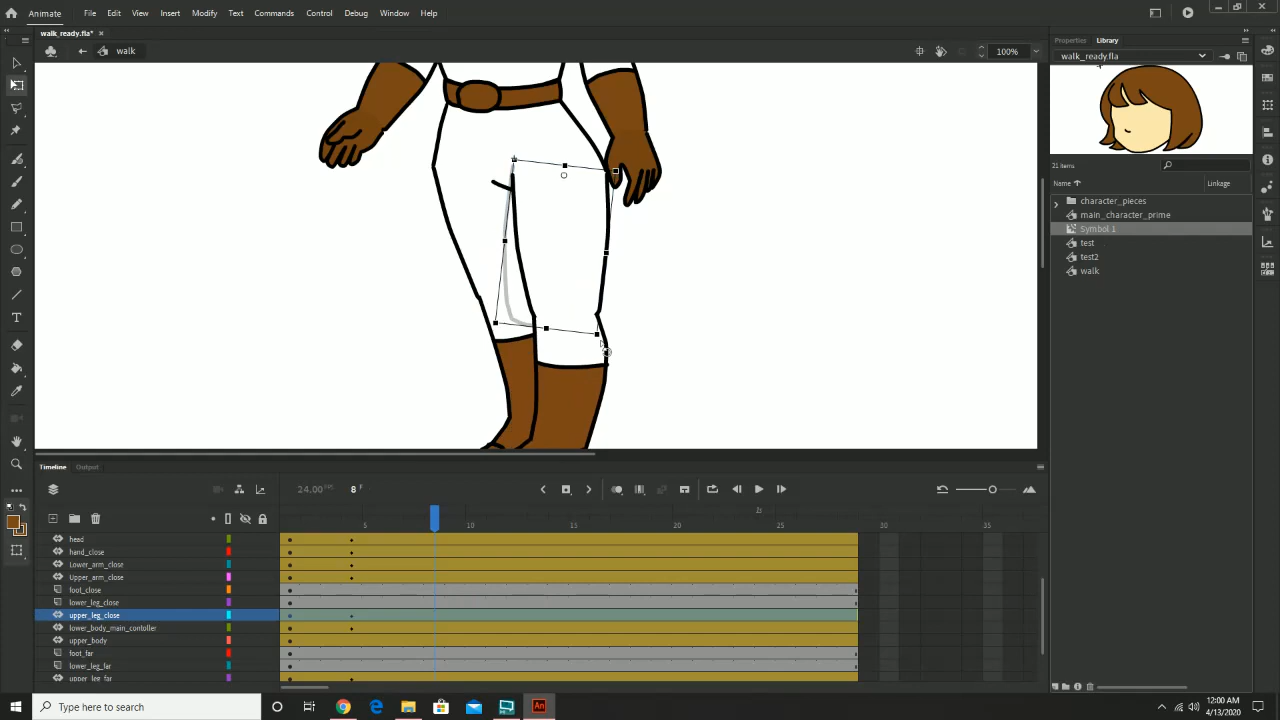 Animate
File
Edit
View
Insert
Modify
Text
Commands
Control
Debug
Window
Help
walk_ready.fla*
walk
100%
Properties
Library
walk_ready.fla
21 items
Name
Linkage
character_pieces
main_character_prime
Symbol 1
test
test2
walk
Timeline
Output
24.00 FPS
8 F
5
10
15
20
25
30
35
1s
head
hand_close
Lower_arm_close
Upper_arm_close
foot_close
lower_leg_close
upper_leg_close
lower_body_main_contoller
upper_body
foot_far
lower_leg_far
upper_leg_far
Type here to search
An
12:00 AM
4/13/2020